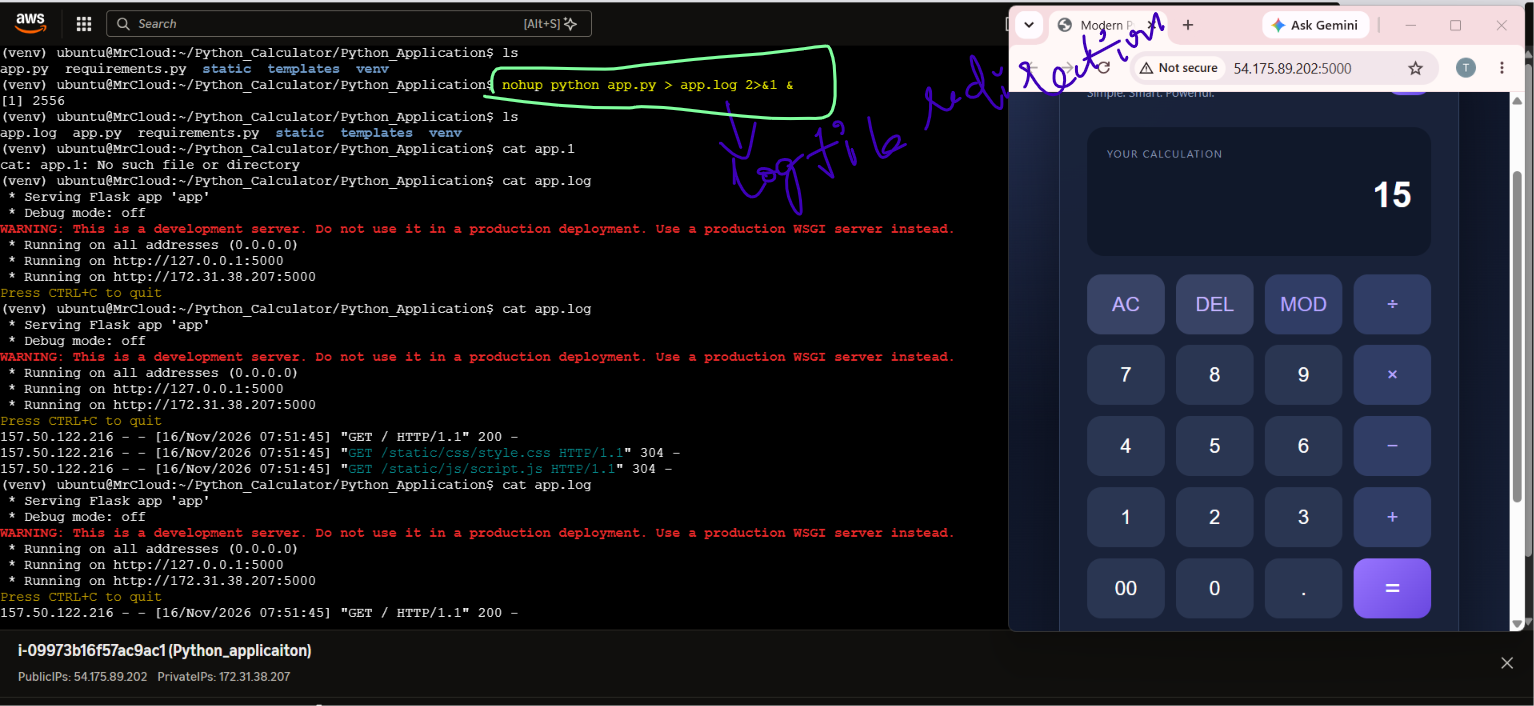 aws
Search [Alt+S]
(venv) ubuntu@MrCloud:~/Python_Calculator/Python_Application$ ls
app.py requirements.py static templates venv
(venv) ubuntu@MrCloud:~/Python_Calculator/Python_Application$ nohup python app.py > app.log 2>&1 &
[1] 2556
(venv) ubuntu@MrCloud:~/Python_Calculator/Python_Application$ ls
app.log app.py requirements.py static templates venv
(venv) ubuntu@MrCloud:~/Python_Calculator/Python_Application$ cat app.1
cat: app.1: No such file or directory
(venv) ubuntu@MrCloud:~/Python_Calculator/Python_Application$ cat app.log
* Serving Flask app 'app'
* Debug mode: off
WARNING: This is a development server. Do not use it in a production deployment. Use a production WSGI server instead.
* Running on all addresses (0.0.0.0)
* Running on http://127.0.0.1:5000
* Running on http://172.31.38.207:5000
Press CTRL+C to quit
(venv) ubuntu@MrCloud:~/Python_Calculator/Python_Application$ cat app.log
* Serving Flask app 'app'
* Debug mode: off
WARNING: This is a development server. Do not use it in a production deployment. Use a production WSGI server instead.
* Running on all addresses (0.0.0.0)
* Running on http://127.0.0.1:5000
* Running on http://172.31.38.207:5000
Press CTRL+C to quit
157.50.122.216 - - [16/Nov/2026 07:51:45] "GET / HTTP/1.1" 200 -
157.50.122.216 - - [16/Nov/2026 07:51:45] "GET /static/css/style.css HTTP/1.1" 304 -
157.50.122.216 - - [16/Nov/2026 07:51:45] "GET /static/js/script.js HTTP/1.1" 304 -
(venv) ubuntu@MrCloud:~/Python_Calculator/Python_Application$ cat app.log
* Serving Flask app 'app'
* Debug mode: off
WARNING: This is a development server. Do not use it in a production deployment. Use a production WSGI server instead.
* Running on all addresses (0.0.0.0)
* Running on http://127.0.0.1:5000
* Running on http://172.31.38.207:5000
Press CTRL+C to quit
157.50.122.216 - - [16/Nov/2026 07:51:45] "GET / HTTP/1.1" 200 -
Logfile redirection
i-09973b16f57ac9ac1 (Python_applicaiton)
PublicIPs: 54.175.89.202 PrivateIPs: 172.31.38.207
Modern
Ask Gemini
Not secure 54.175.89.202:5000 T
Simple. Smart. Powerful.
YOUR CALCULATION
15
AC DEL MOD ÷
7 8 9 ×
4 5 6 −
1 2 3 +
00 0 . =